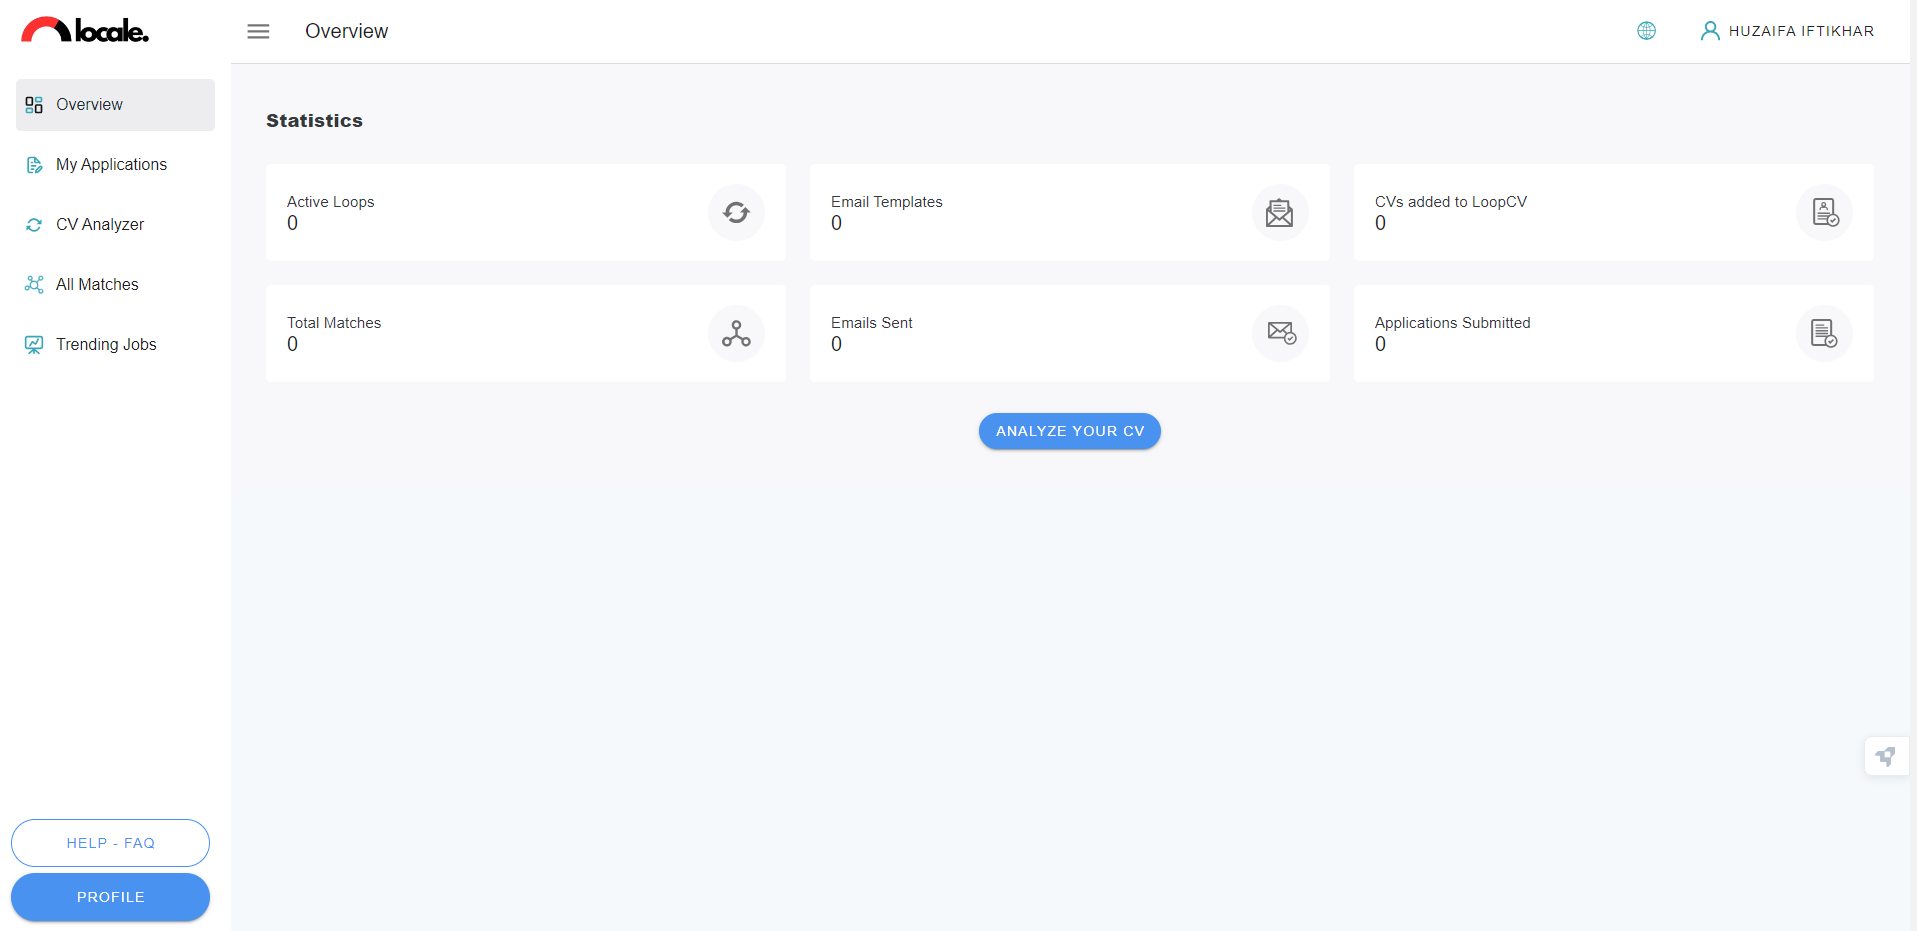 locale.
Overview
HUZAIFA IFTIKHAR
Overview
My Applications
CV Analyzer
All Matches
Trending Jobs
HELP - FAQ
PROFILE
Statistics
Active Loops
0
Email Templates
0
CVs added to LoopCV
0
Total Matches
0
Emails Sent
0
Applications Submitted
0
ANALYZE YOUR CV